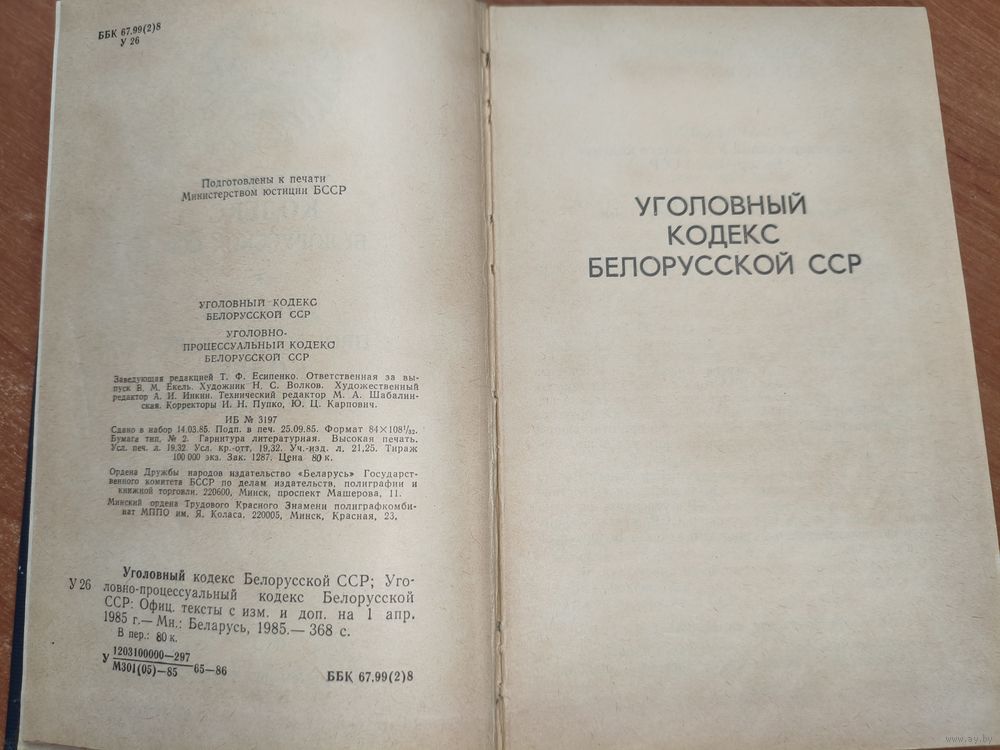 ББК 67.99(2)8
У 26
Подготовлены к печати
Министерством юстиции БССР
УГОЛОВНЫЙ КОДЕКС
БЕЛОРУССКОЙ ССР
УГОЛОВНО-
ПРОЦЕССУАЛЬНЫЙ КОДЕКС
БЕЛОРУССКОЙ ССР
Заведующая редакцией Т. Ф. Есипенко. Ответственная за вы-
пуск В. М. Екель. Художник Н. С. Волков. Художественный
редактор А. И. Инкин. Технический редактор М. А. Шабалин-
ская. Корректоры И. Н. Пупко, Ю. Ц. Карпович.
ИБ № 3197
Сдано в набор 14.03.85. Подп. в печ. 25.09.85. Формат 84×108¹/₃₂.
Бумага тип. № 2. Гарнитура литературная. Высокая печать.
Усл. печ. л. 19,32. Усл. кр.-отт. 19,32. Уч.-изд. л. 21,25. Тираж
100 000 экз. Зак. 1287. Цена 80 к.
Ордена Дружбы народов издательство «Беларусь» Государст-
венного комитета БССР по делам издательств, полиграфии и
книжной торговли. 220600, Минск, проспект Машерова, 11.
Минский ордена Трудового Красного Знамени полиграфкомби-
нат МППО им. Я. Коласа. 220005, Минск, Красная, 23.
У 26
Уголовный кодекс Белорусской ССР; Уго-
ловно-процессуальный кодекс Белорусской
ССР: Офиц. тексты с изм. и доп. на 1 апр.
1985 г.— Мн.: Беларусь, 1985.— 368 с.
В пер.: 80 к.
У 1203100000—297
М301(05)—85 65—86
ББК 67.99(2)8
УГОЛОВНЫЙ
КОДЕКС
БЕЛОРУССКОЙ ССР
www.ay.by